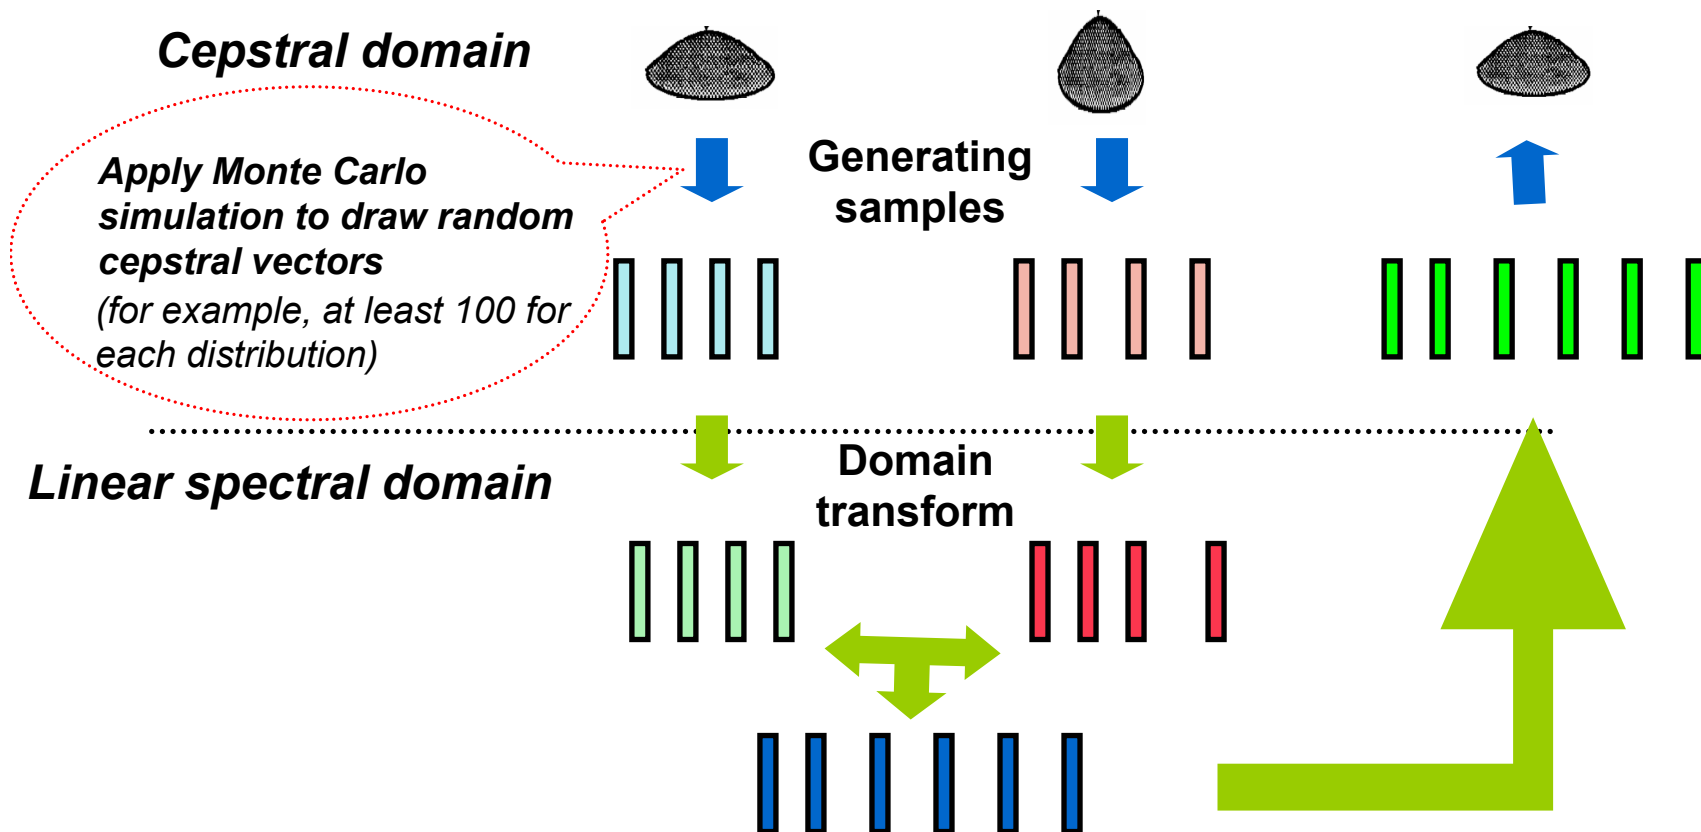 Cepstral domain
Apply Monte Carlo
simulation to draw random
cepstral vectors
(for example, at least 100 for
each distribution)
Generating
samples
Linear spectral domain
Domain
transform